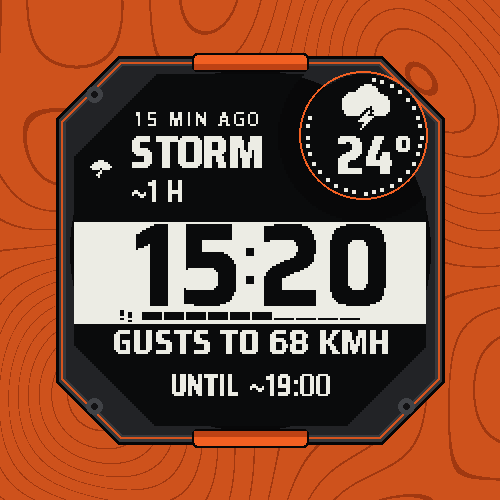 15 MIN AGO
STORM
~1 H
24°
15:20
GUSTS TO 68 KMH
UNTIL ~19:00